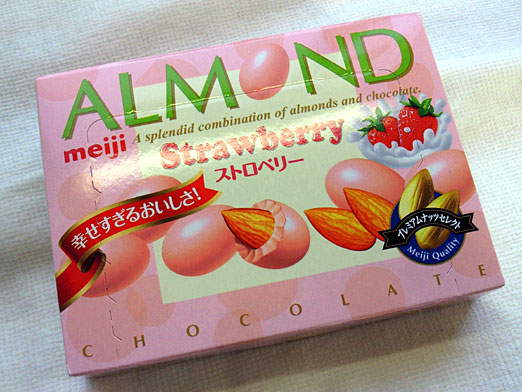 ALMOND
meiji
A splendid combination of almonds and chocolate.
Strawberry
ストロベリー
幸せすぎるおいしさ!
プレミアムナッツセレクト
Meiji Quality
CHOCOLATE